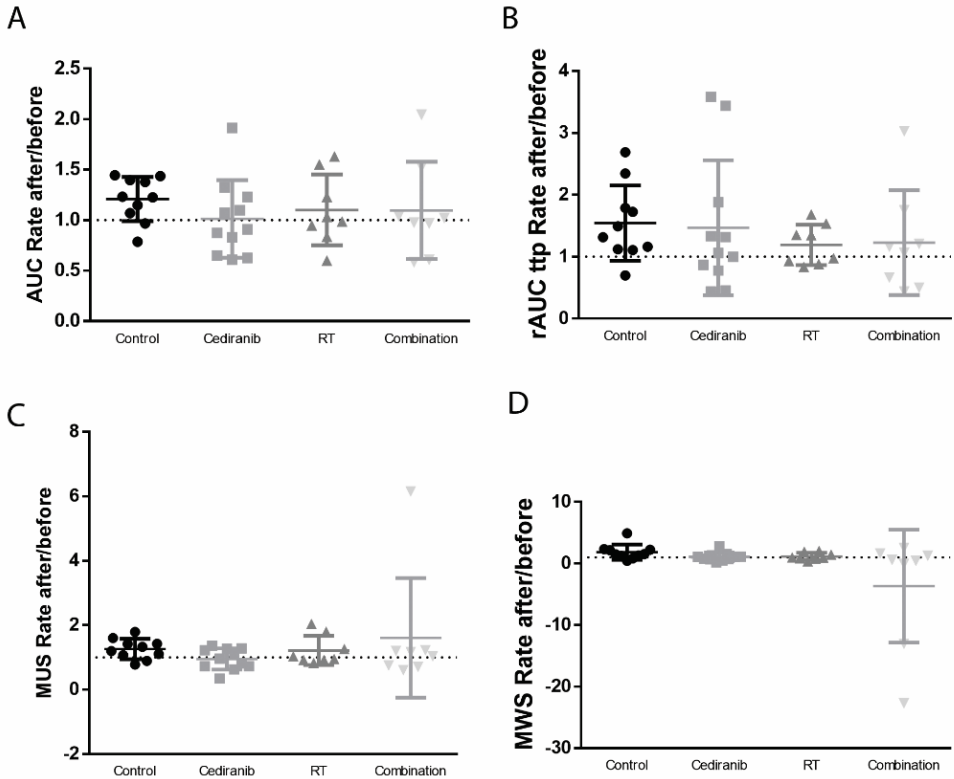 A
AUC Rate after/before
2.5
2.0
1.5
1.0
0.5
0.0
Control Cediranib RT Combination
B
rAUC ttp Rate after/before
4
3
2
1
0
Control Cediranib RT Combination
C
MUS Rate after/before
8
6
4
2
0
-2
Control Cediranib RT Combination
D
MWS Rate after/before
10
0
-10
-20
-30
Control Cediranib RT Combination